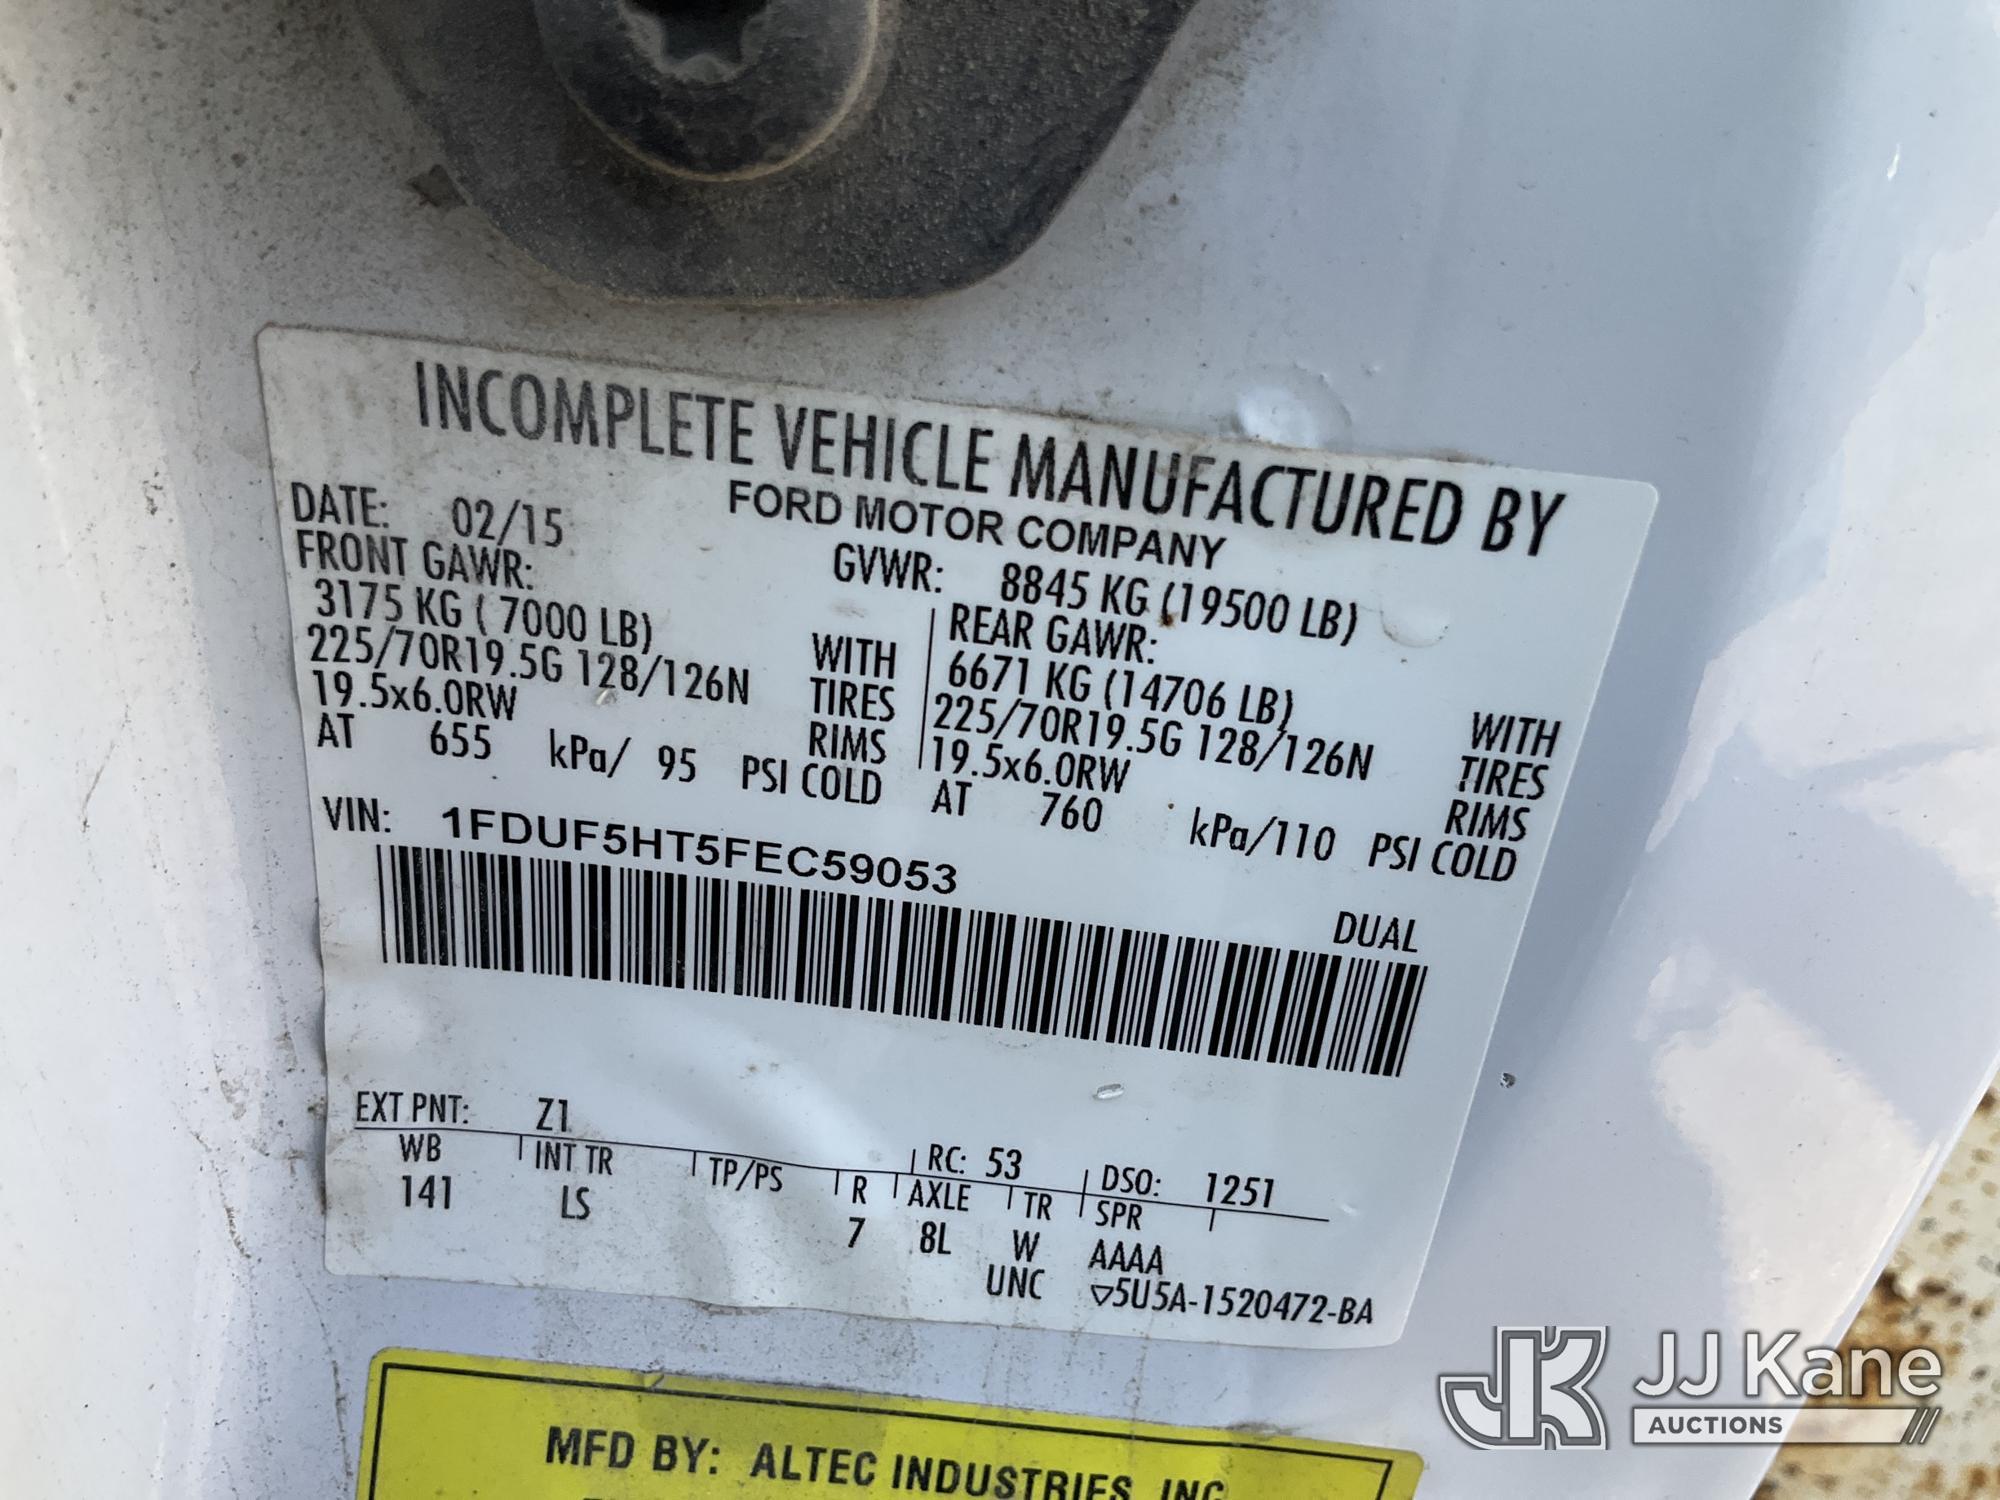 INCOMPLETE VEHICLE MANUFACTURED BY
FORD MOTOR COMPANY
DATE: 02/15
GVWR: 8845 KG (19500 LB)
FRONT GAWR:
3175 KG ( 7000 LB)
225/70R19.5G 128/126N
19.5x6.0RW
AT 655 kPa/ 95 PSI COLD
WITH
TIRES
RIMS
REAR GAWR:
6671 KG (14706 LB)
225/70R19.5G 128/126N
19.5x6.0RW
AT 760 kPa/110 PSI COLD
WITH
TIRES
RIMS
VIN: 1FDUF5HT5FEC59053
DUAL
EXT PNT: Z1 RC: 53 DSO: 1251
WB INT TR TP/PS R AXLE TR SPR
141 LS 7 8L W AAAA
UNC ▽5U5A-1520472-BA
MFD BY: ALTEC INDUSTRIES, INC
JJ Kane
AUCTIONS